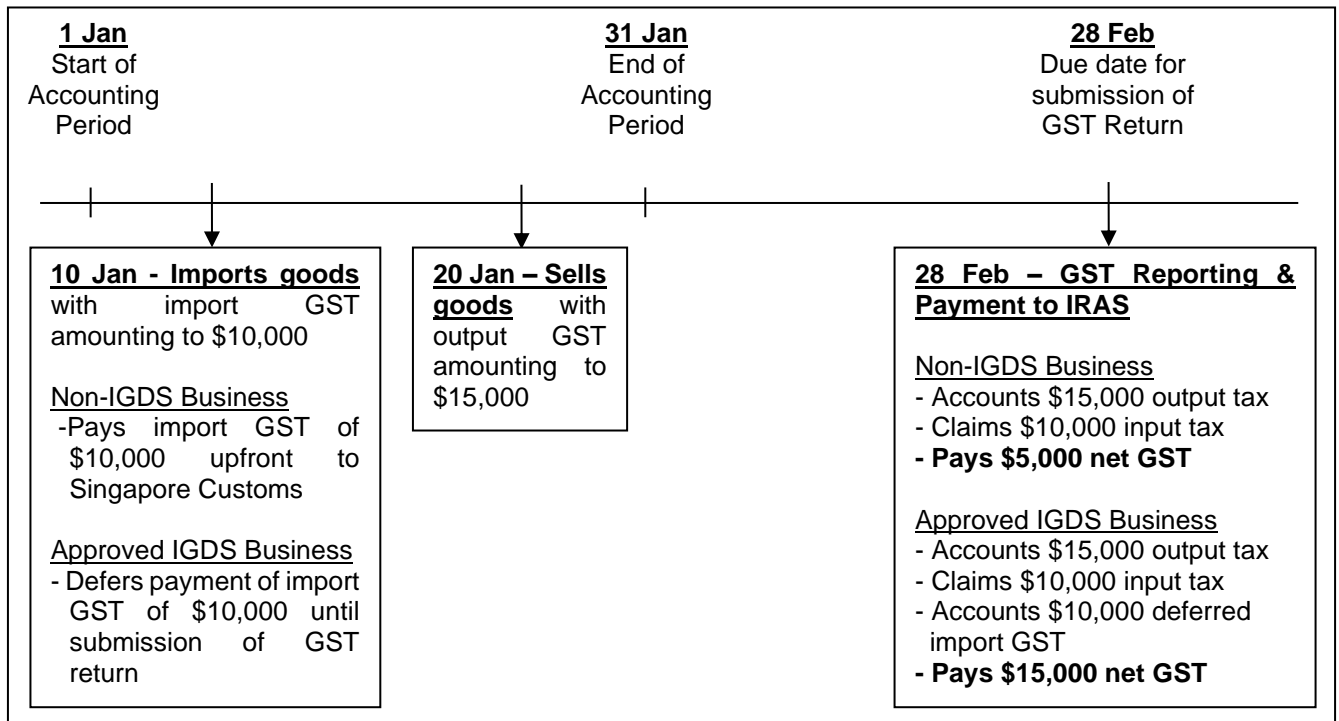 1 Jan
Start of
Accounting
Period
31 Jan
End of
Accounting
Period
28 Feb
Due date for
submission of
GST Return
10 Jan - Imports goods
with import GST
amounting to $10,000
Non-IGDS Business
-Pays import GST of
$10,000 upfront to
Singapore Customs
Approved IGDS Business
- Defers payment of import
GST of $10,000 until
submission of GST
return
20 Jan – Sells
goods with
output GST
amounting to
$15,000
28 Feb – GST Reporting &
Payment to IRAS
Non-IGDS Business
- Accounts $15,000 output tax
- Claims $10,000 input tax
- Pays $5,000 net GST
Approved IGDS Business
- Accounts $15,000 output tax
- Claims $10,000 input tax
- Accounts $10,000 deferred
import GST
- Pays $15,000 net GST